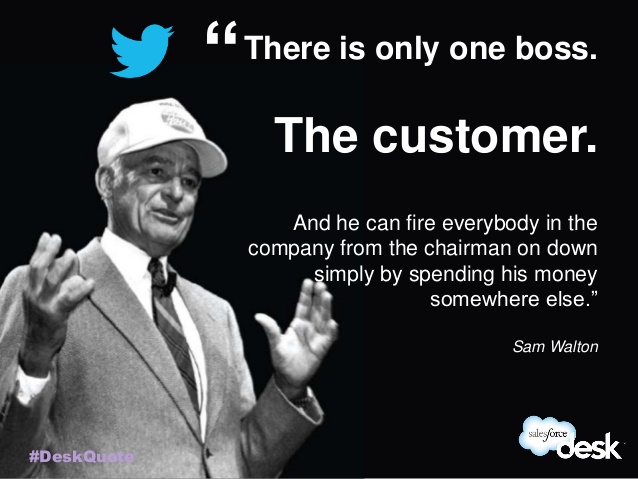 “There is only one boss.
The customer.
And he can fire everybody in the
company from the chairman on down
simply by spending his money
somewhere else.”
Sam Walton
salesforce
desk
#DeskQuote